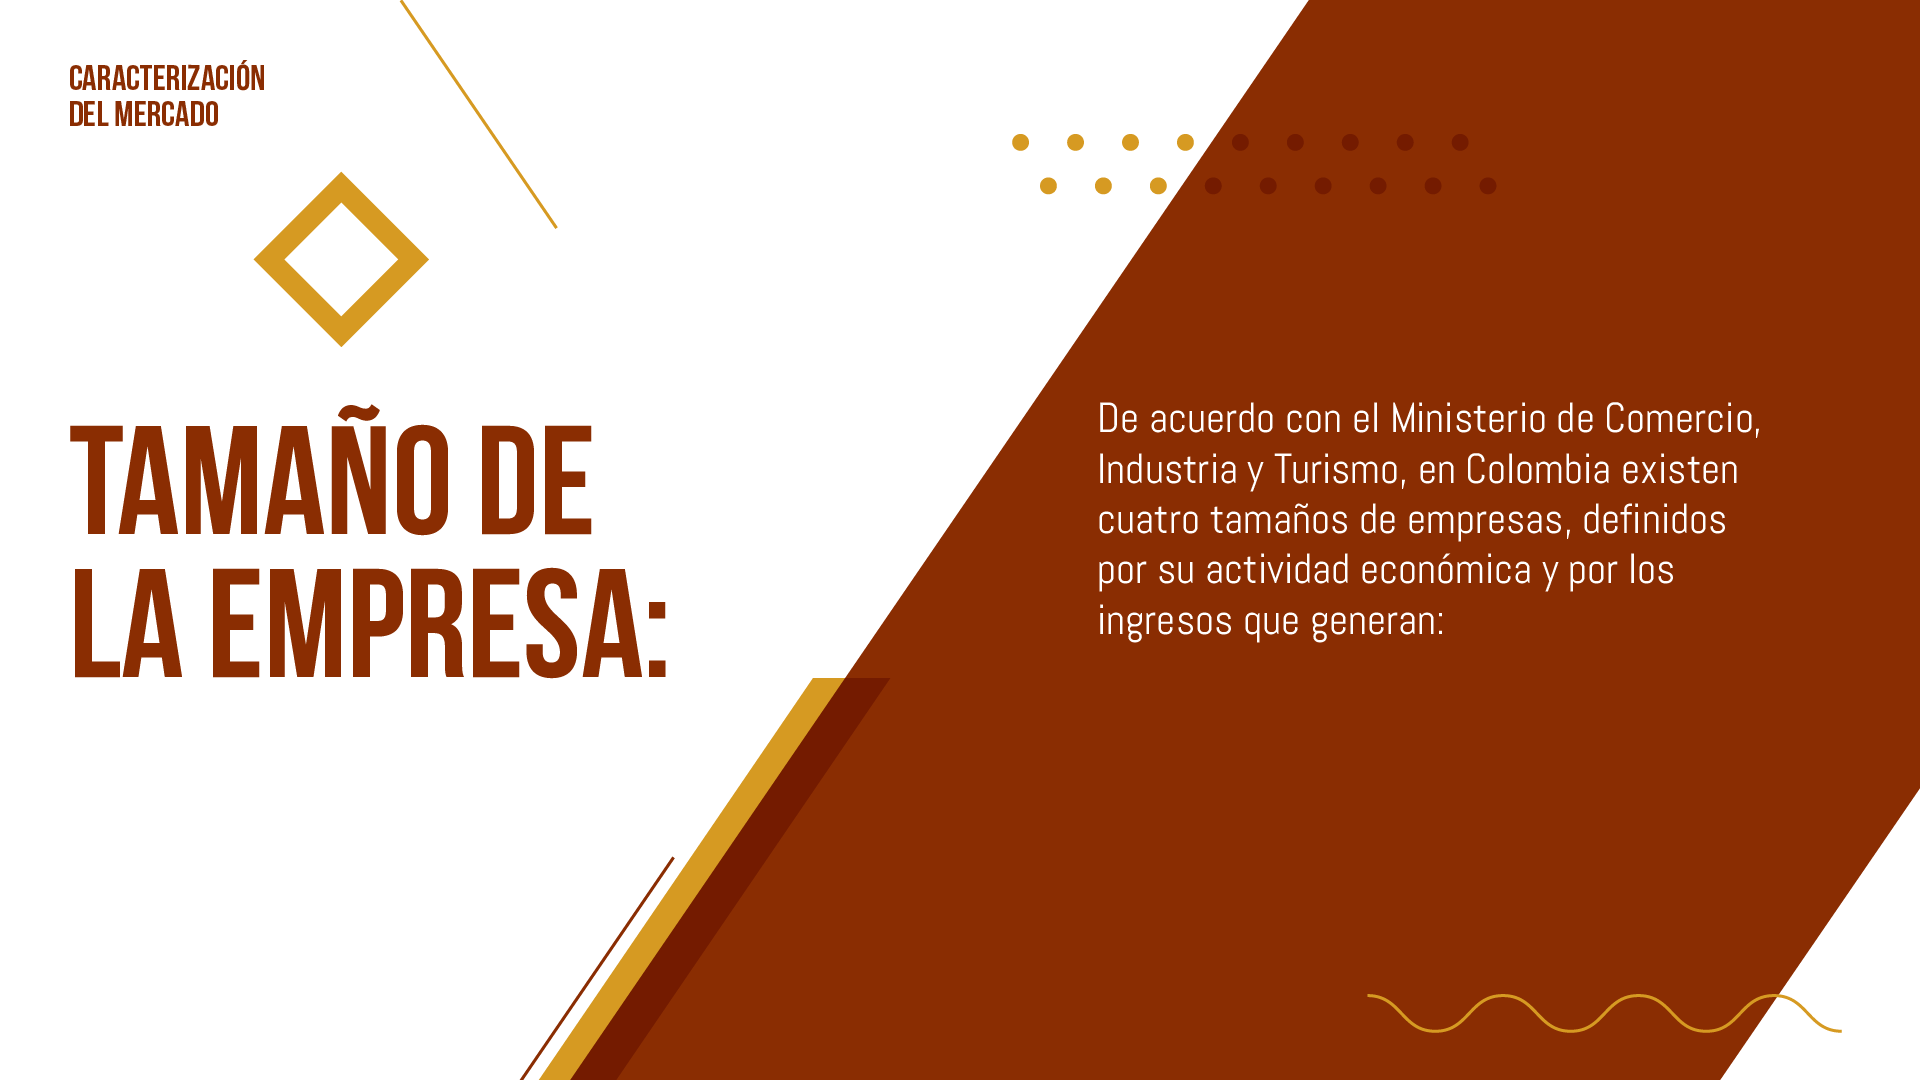 CARACTERIZACIÓN
DEL MERCADO
TAMAÑO DE
LA EMPRESA:
De acuerdo con el Ministerio de Comercio,
Industria y Turismo, en Colombia existen
cuatro tamaños de empresas, definidos
por su actividad económica y por los
ingresos que generan: